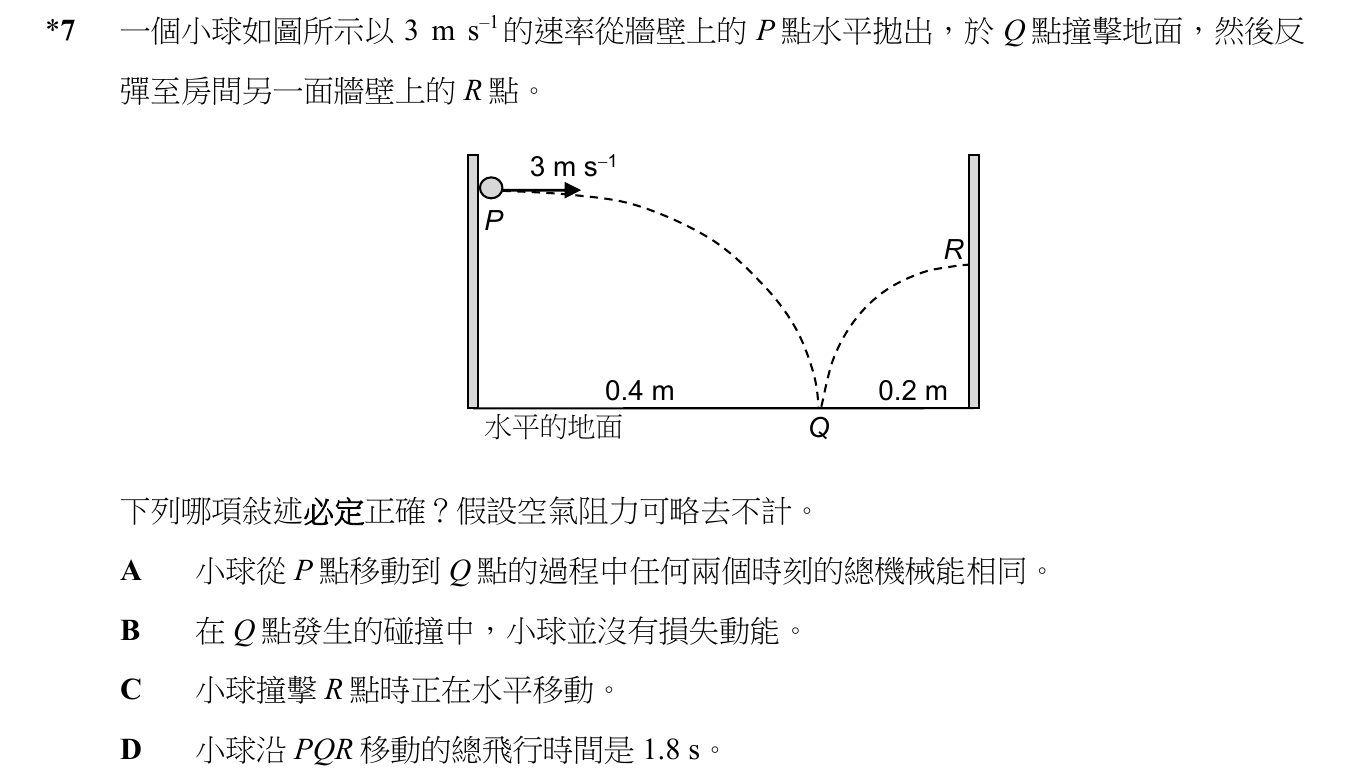 *7 一個小球如圖所示以 3 m s⁻¹ 的速率從牆壁上的 P 點水平拋出，於 Q 點撞擊地面，然後反
彈至房間另一面牆壁上的 R 點。
3 m s⁻¹
P
R
0.4 m
0.2 m
水平的地面
Q
下列哪項敍述必定正確？假設空氣阻力可略去不計。
A 小球從 P 點移動到 Q 點的過程中任何兩個時刻的總機械能相同。
B 在 Q 點發生的碰撞中，小球並沒有損失動能。
C 小球撞擊 R 點時正在水平移動。
D 小球沿 PQR 移動的總飛行時間是 1.8 s。